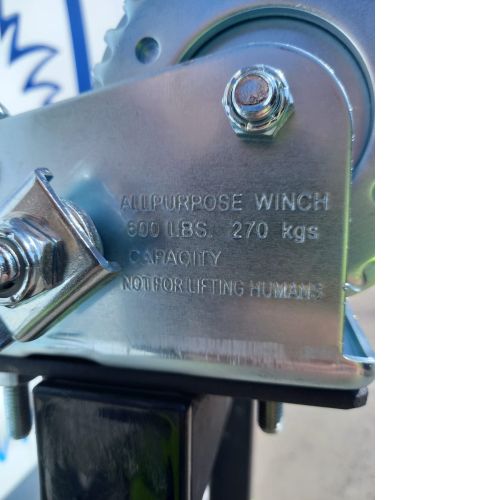 ALLPURPOSE WINCH
600 LBS. 270 kgs
CAPACITY
NOT FOR LIFTING HUMANS